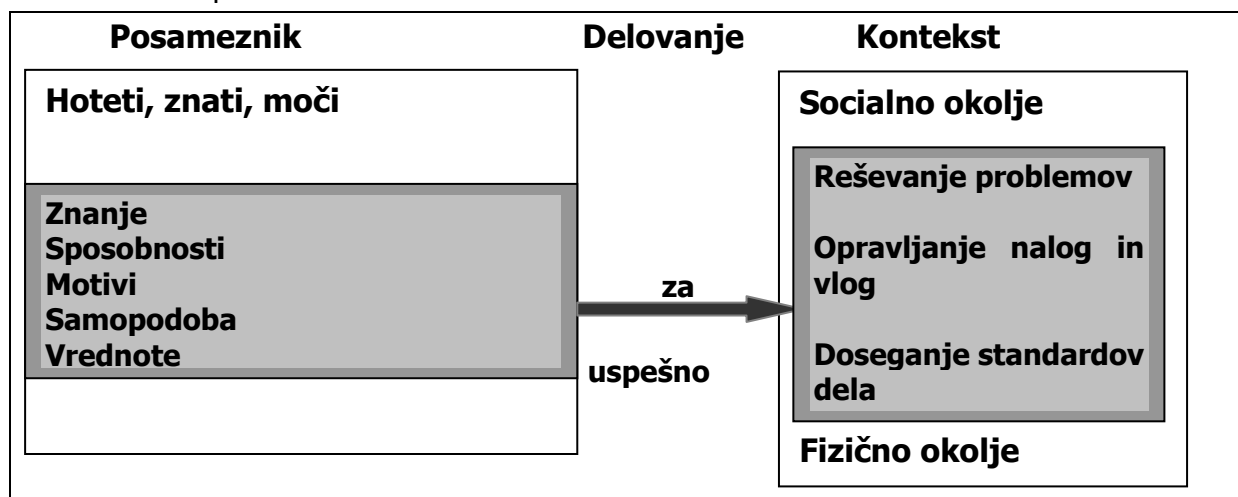 Posameznik
Delovanje
Kontekst
Hoteti, znati, moči
Znanje
Sposobnosti
Motivi
Samopodoba
Vrednote
za
uspešno
Socialno okolje
Reševanje problemov
Opravljanje nalog in
vlog
Doseganje standardov
dela
Fizično okolje